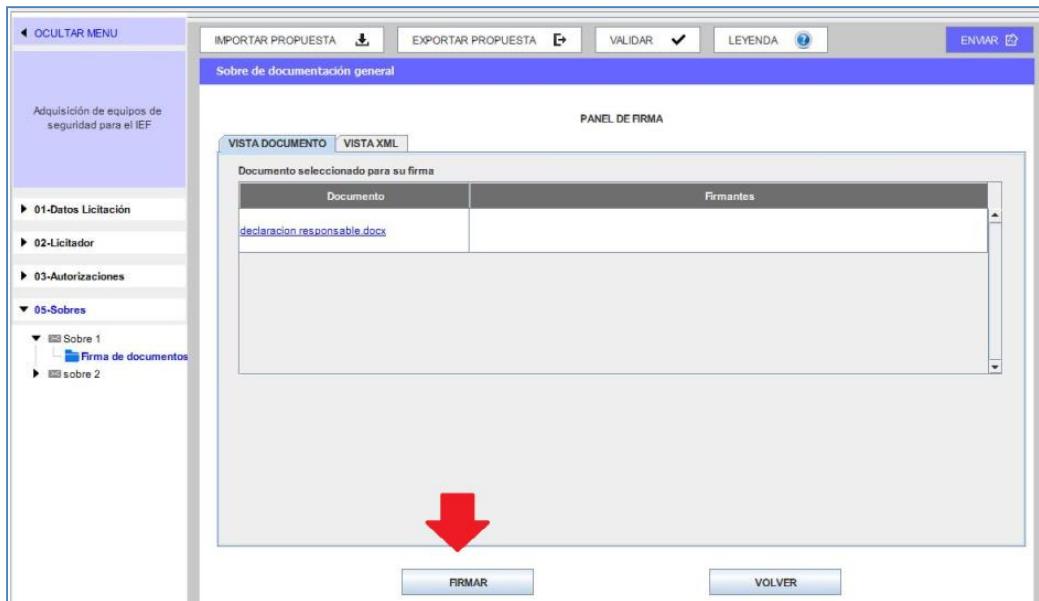 OCULTAR MENU
IMPORTAR PROPUESTA
EXPORTAR PROPUESTA
VALIDAR
LEYENDA
ENVIAR
Sobre de documentación general
Adquisición de equipos de
seguridad para el IEF
01-Datos Licitación
02-Licitador
03-Autorizaciones
05-Sobres
Sobre 1
Firma de documentos
sobre 2
PANEL DE FIRMA
VISTA DOCUMENTO
VISTA XML
Documento seleccionado para su firma
Documento
Firmantes
declaracion responsable.docx
FIRMAR
VOLVER